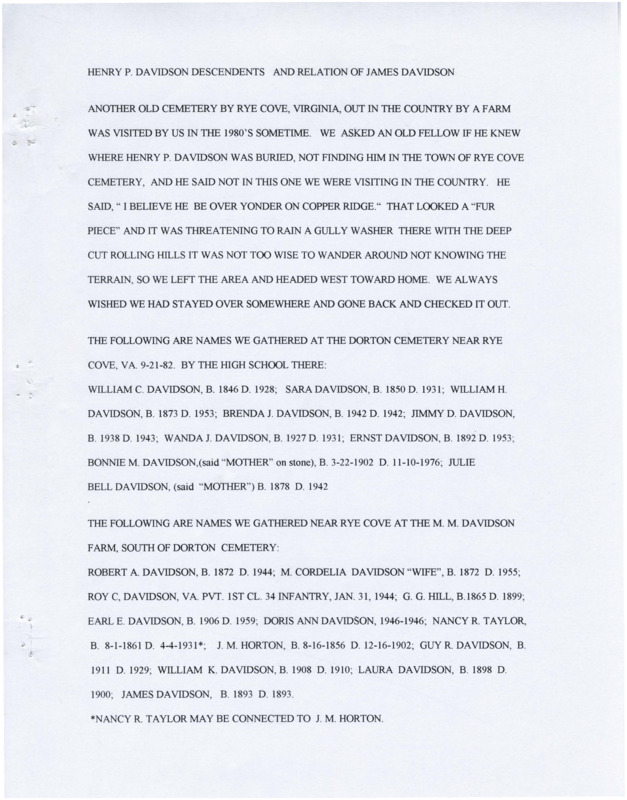 HENRY P. DAVIDSON DESCENDENTS AND RELATION OF JAMES DAVIDSON
ANOTHER OLD CEMETERY BY RYE COVE, VIRGINIA, OUT IN THE COUNTRY BY A FARM
WAS VISITED BY US IN THE 1980'S SOMETIME. WE ASKED AN OLD FELLOW IF HE KNEW
WHERE HENRY P. DAVIDSON WAS BURIED, NOT FINDING HIM IN THE TOWN OF RYE COVE
CEMETERY, AND HE SAID NOT IN THIS ONE WE WERE VISITING IN THE COUNTRY. HE
SAID, " I BELIEVE HE BE OVER YONDER ON COPPER RIDGE." THAT LOOKED A "FUR
PIECE" AND IT WAS THREATENING TO RAIN A GULLY WASHER THERE WITH THE DEEP
CUT ROLLING HILLS IT WAS NOT TOO WISE TO WANDER AROUND NOT KNOWING THE
TERRAIN, SO WE LEFT THE AREA AND HEADED WEST TOWARD HOME. WE ALWAYS
WISHED WE HAD STAYED OVER SOMEWHERE AND GONE BACK AND CHECKED IT OUT.
THE FOLLOWING ARE NAMES WE GATHERED AT THE DORTON CEMETERY NEAR RYE
COVE, VA. 9-21-82. BY THE HIGH SCHOOL THERE:
WILLIAM C. DAVIDSON, B. 1846 D. 1928; SARA DAVIDSON, B. 1850 D. 1931; WILLIAM H.
DAVIDSON, B. 1873 D. 1953; BRENDA J. DAVIDSON, B. 1942 D. 1942; JIMMY D. DAVIDSON,
B. 1938 D. 1943; WANDA J. DAVIDSON, B. 1927 D. 1931; ERNST DAVIDSON, B. 1892 D. 1953;
BONNIE M. DAVIDSON,(said "MOTHER" on stone), B. 3-22-1902 D. 11-10-1976; JULIE
BELL DAVIDSON, (said "MOTHER") B. 1878 D. 1942
THE FOLLOWING ARE NAMES WE GATHERED NEAR RYE COVE AT THE M. M. DAVIDSON
FARM, SOUTH OF DORTON CEMETERY:
ROBERT A. DAVIDSON, B. 1872 D. 1944; M. CORDELIA DAVIDSON "WIFE", B. 1872 D. 1955;
ROY C, DAVIDSON, VA. PVT. 1ST CL. 34 INFANTRY, JAN. 31, 1944; G. G. HILL, B.1865 D. 1899;
EARL E. DAVIDSON, B. 1906 D. 1959; DORIS ANN DAVIDSON, 1946-1946; NANCY R. TAYLOR,
B. 8-1-1861 D. 4-4-1931*; J. M. HORTON, B. 8-16-1856 D. 12-16-1902; GUY R. DAVIDSON, B.
1911 D. 1929; WILLIAM K. DAVIDSON, B. 1908 D. 1910; LAURA DAVIDSON, B. 1898 D.
1900; JAMES DAVIDSON, B. 1893 D. 1893.
*NANCY R. TAYLOR MAY BE CONNECTED TO J. M. HORTON.